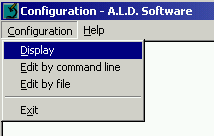 Configuration - A.L.D. Software
Configuration Help
Display
Edit by command line
Edit by file
Exit